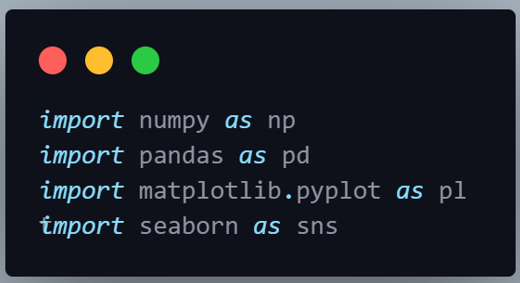 import numpy as np
import pandas as pd
import matplotlib.pyplot as pl
import seaborn as sns